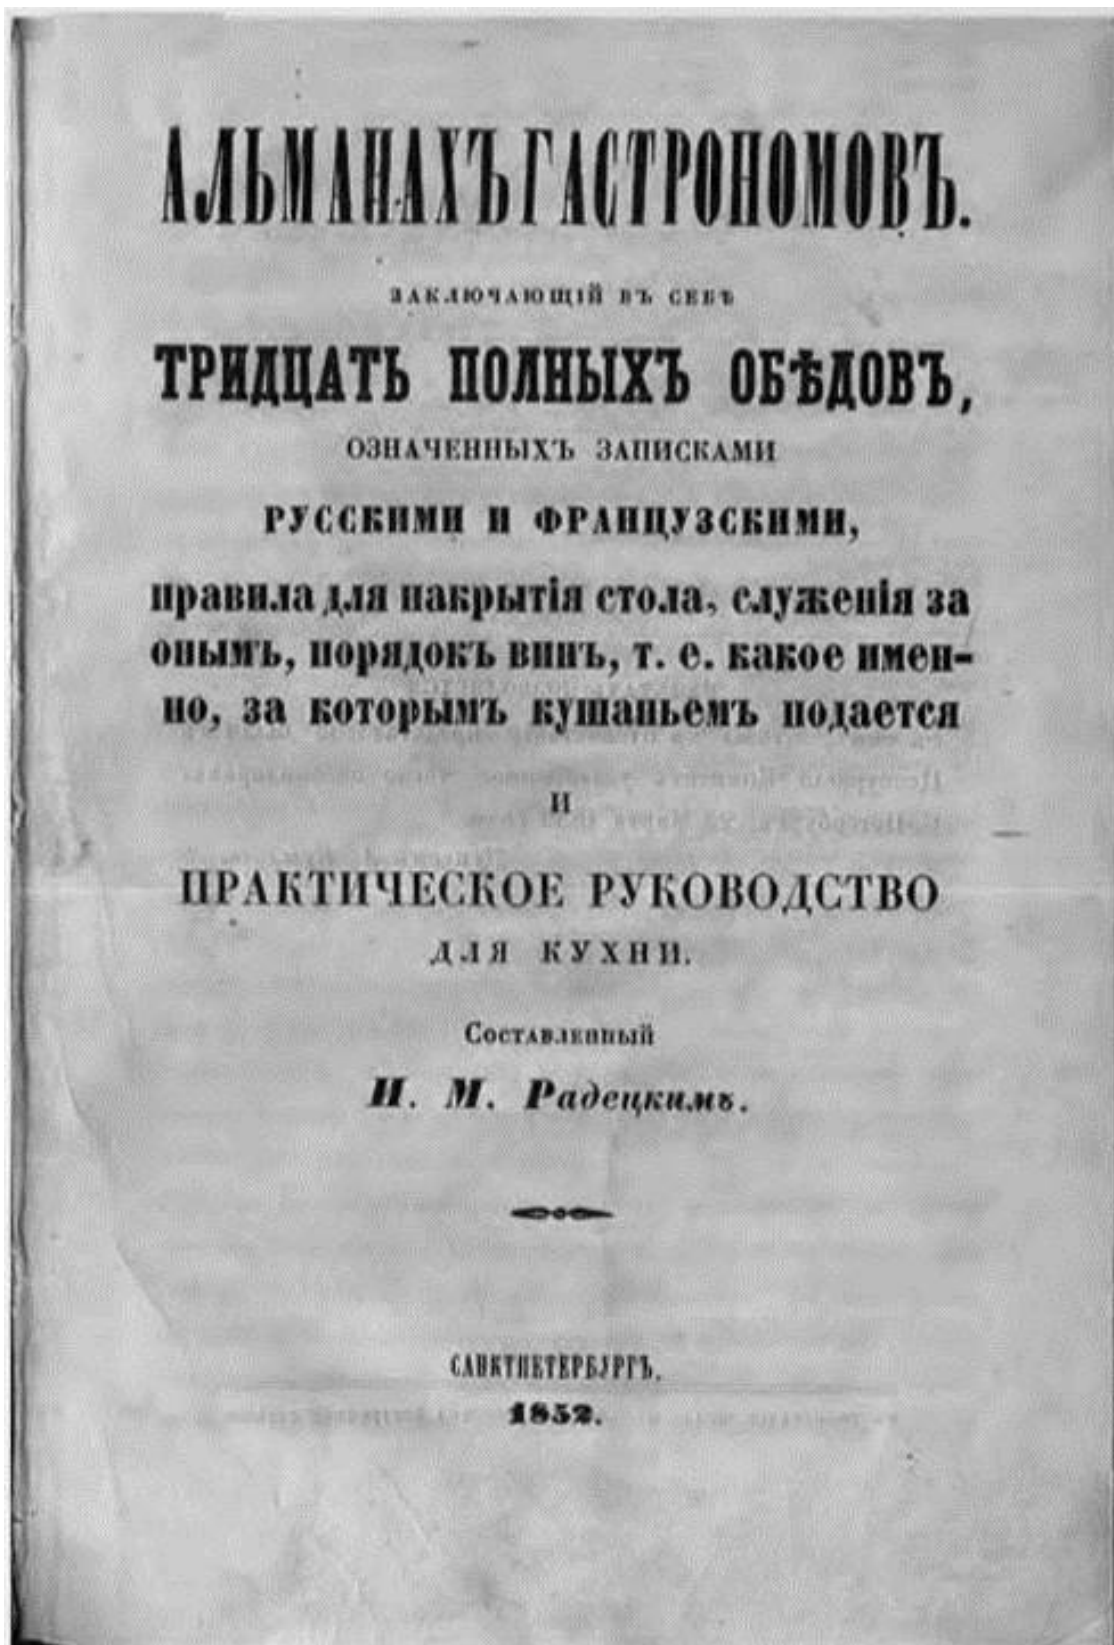 АЛЬМАНАХЪ ГАСТРОНОМОВЪ.
ЗАКЛЮЧАЮЩІЙ ВЪ СЕБѢ
ТРИДЦАТЬ ПОЛНЫХЪ ОБѢДОВЪ,
ОЗНАЧЕННЫХЪ ЗАПИСКАМИ
РУССКИМИ И ФРАНЦУЗСКИМИ,
правила для накрытія стола, служенія за
онымъ, порядокъ винъ, т. е. какое имен-
но, за которымъ кушаньемъ подается
И
ПРАКТИЧЕСКОЕ РУКОВОДСТВО
ДЛЯ КУХНИ.
Составленный
И. М. Радецкимъ.
САНКТПЕТЕРБУРГЪ.
1852.